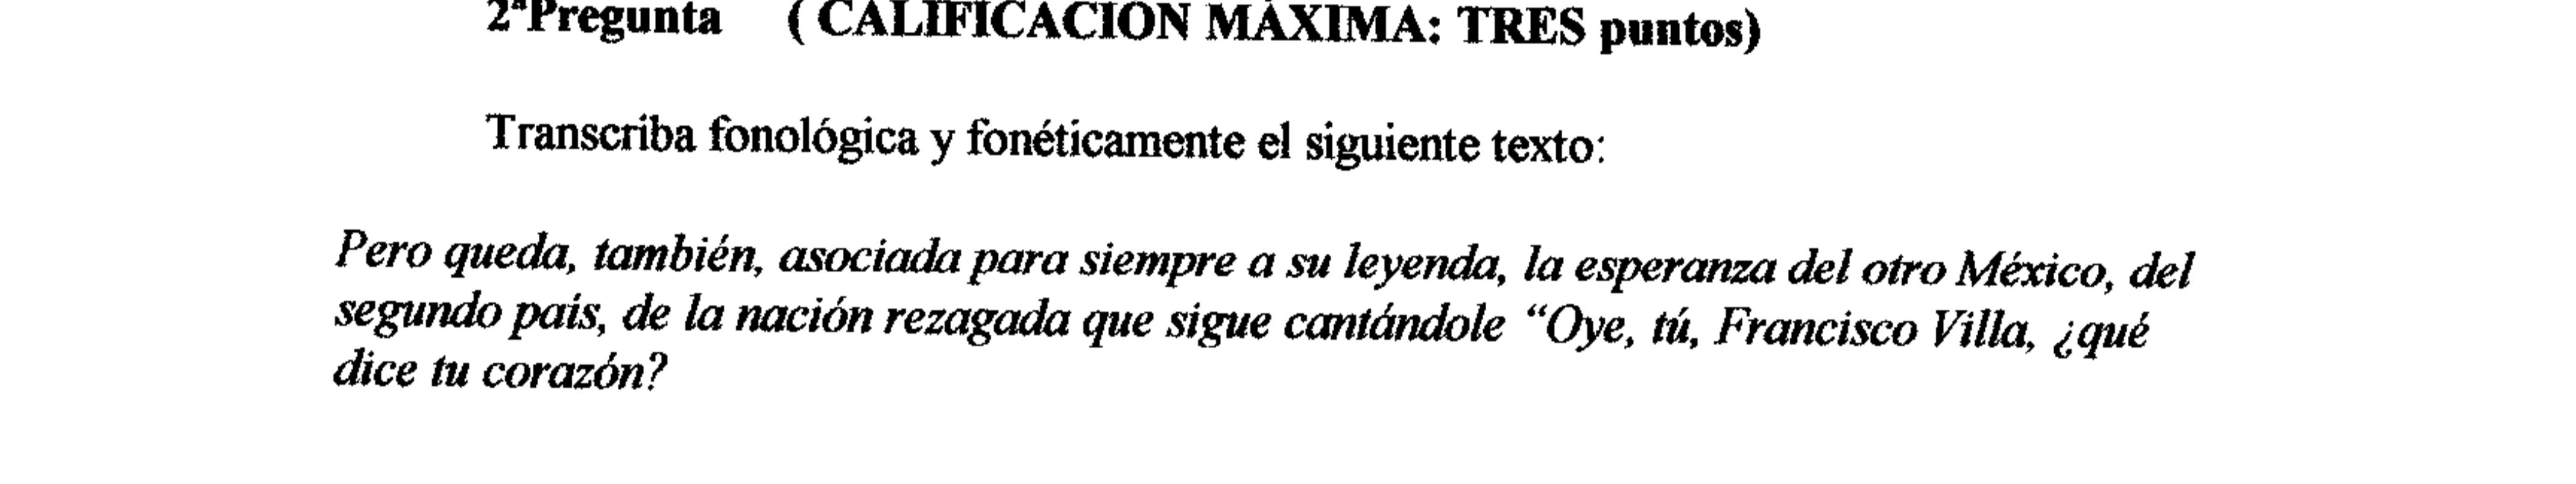 2ªPregunta ( CALIFICACIÓN MÁXIMA: TRES puntos)
Transcriba fonológica y fonéticamente el siguiente texto:
Pero queda, también, asociada para siempre a su leyenda, la esperanza del otro México, del
segundo país, de la nación rezagada que sigue cantándole “Oye, tú, Francisco Villa, ¿qué
dice tu corazón?